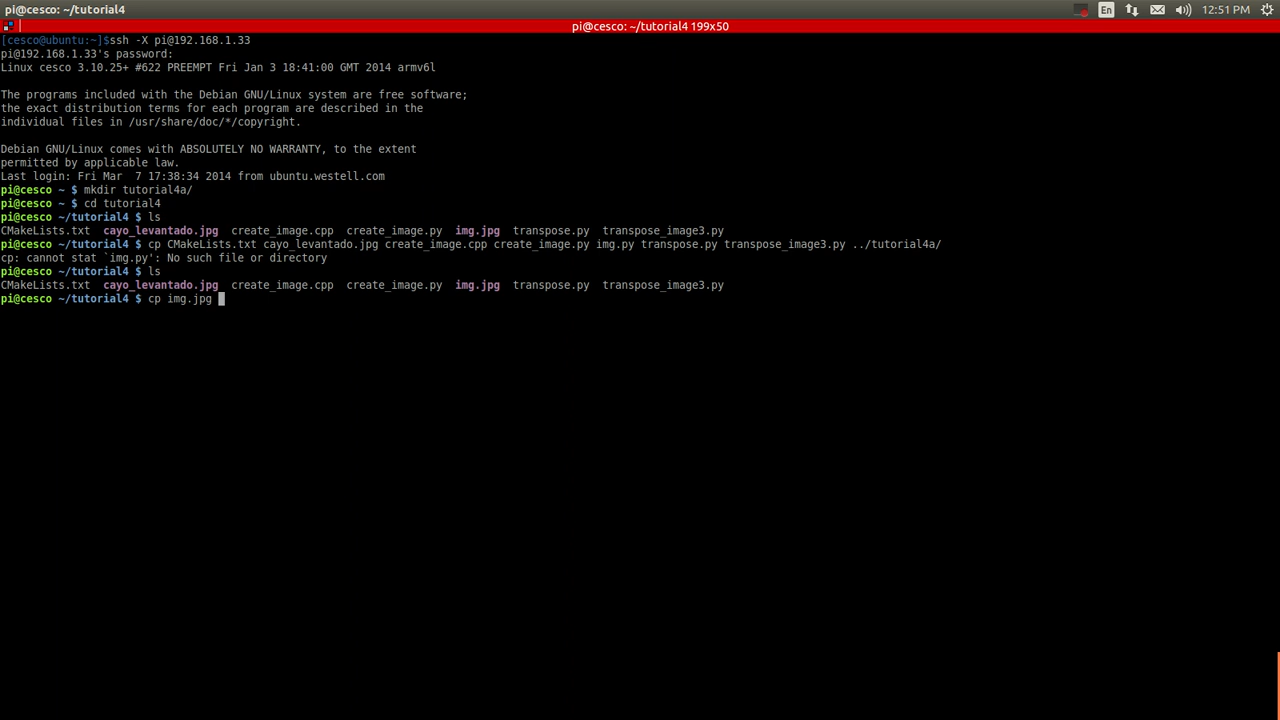 pi@cesco: ~/tutorial4
En
12:51 PM
pi@cesco: ~/tutorial4 199x50
[cesco@ubuntu:~]$ssh -X pi@192.168.1.33
pi@192.168.1.33's password:
Linux cesco 3.10.25+ #622 PREEMPT Fri Jan 3 18:41:00 GMT 2014 armv6l
The programs included with the Debian GNU/Linux system are free software;
the exact distribution terms for each program are described in the
individual files in /usr/share/doc/*/copyright.
Debian GNU/Linux comes with ABSOLUTELY NO WARRANTY, to the extent
permitted by applicable law.
Last login: Fri Mar  7 17:38:34 2014 from ubuntu.westell.com
pi@cesco ~ $ mkdir tutorial4a/
pi@cesco ~ $ cd tutorial4
pi@cesco ~/tutorial4 $ ls
CMakeLists.txt  cayo_levantado.jpg  create_image.cpp  create_image.py  img.jpg  transpose.py  transpose_image3.py
pi@cesco ~/tutorial4 $ cp CMakeLists.txt cayo_levantado.jpg create_image.cpp create_image.py img.py transpose.py transpose_image3.py ../tutorial4a/
cp: cannot stat `img.py': No such file or directory
pi@cesco ~/tutorial4 $ ls
CMakeLists.txt  cayo_levantado.jpg  create_image.cpp  create_image.py  img.jpg  transpose.py  transpose_image3.py
pi@cesco ~/tutorial4 $ cp img.jpg